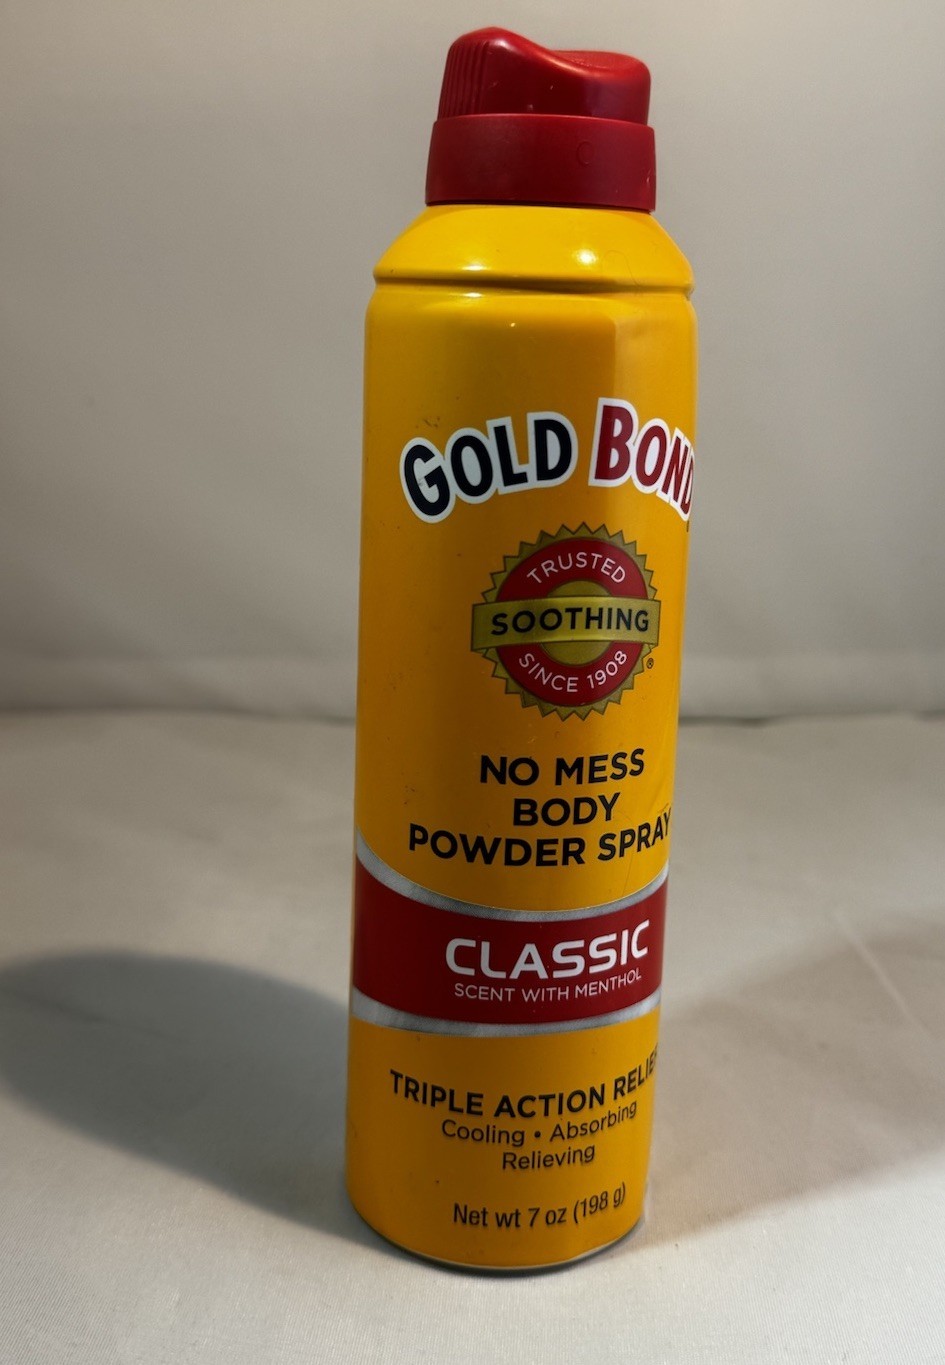 GOLD BOND
TRUSTED
SOOTHING
SINCE 1908 ®
NO MESS
BODY
POWDER SPRAY
CLASSIC
SCENT WITH MENTHOL
TRIPLE ACTION RELIEF
Cooling • Absorbing
Relieving
Net wt 7 oz (198 g)